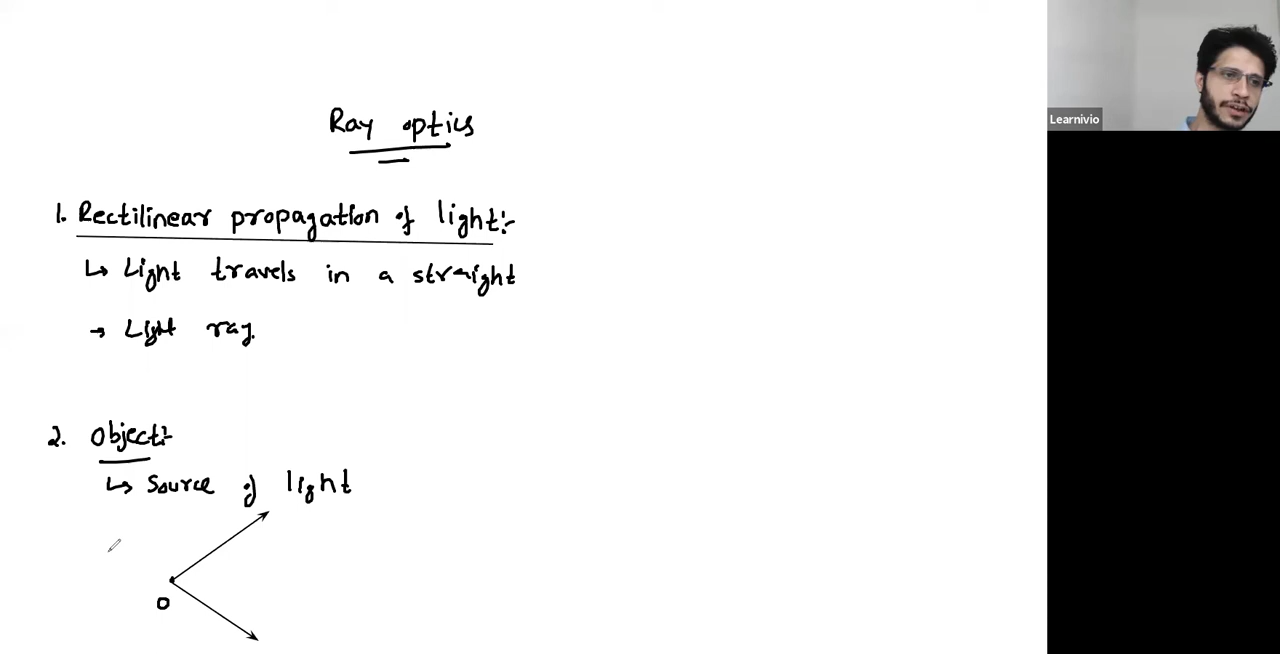 Ray optics
1. Rectilinear propagation of light:-
↳ Light travels in a straight
→ Light ray.
2. Object:-
↳ Source of light
O
Learnivio